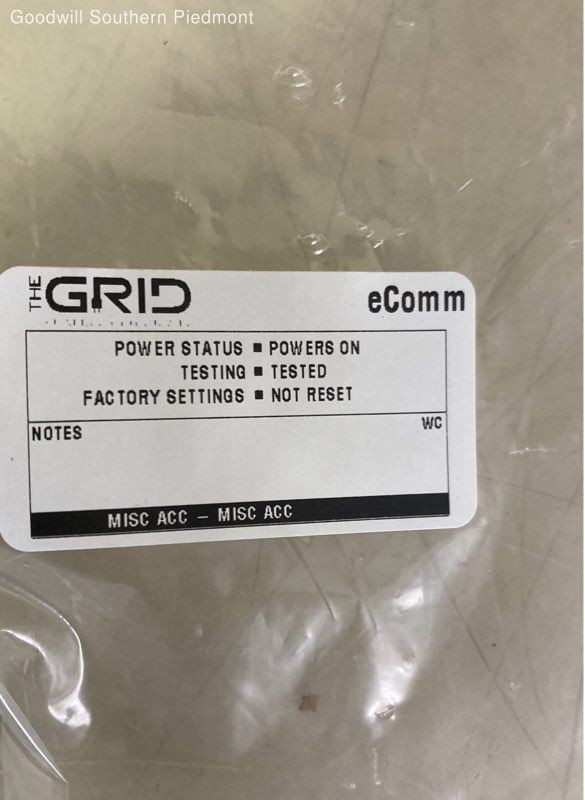 Goodwill Southern Piedmont
THE GRID
eComm
POWER STATUS ■ POWERS ON
TESTING ■ TESTED
FACTORY SETTINGS ■ NOT RESET
NOTES
WC
MISC ACC – MISC ACC